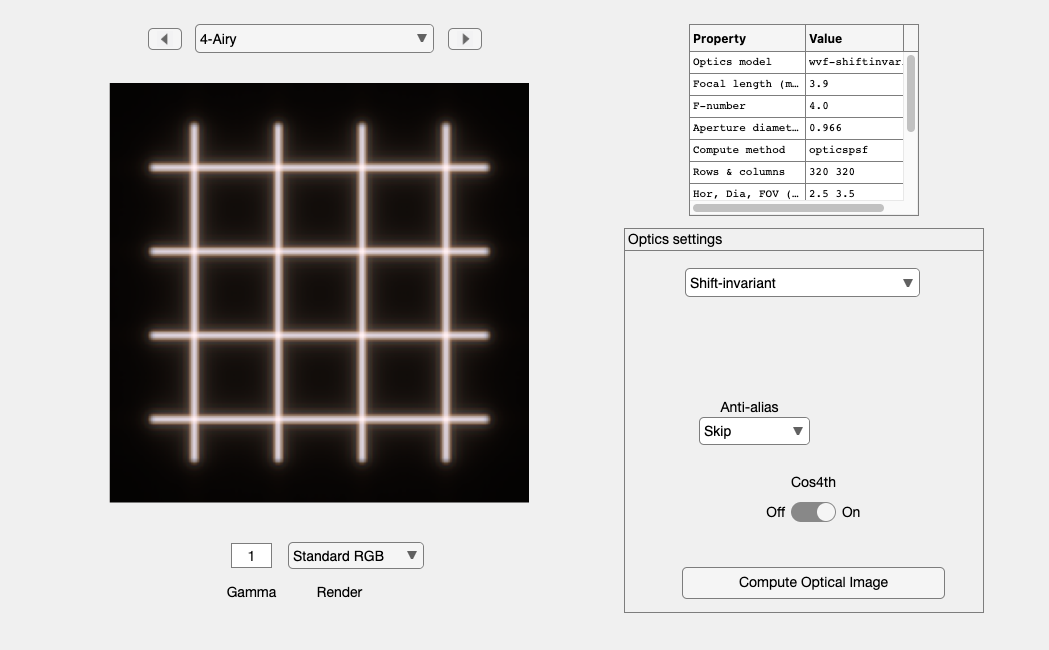 4-Airy
Property Value
Optics model wvf-shiftinvar
Focal length (m… 3.9
F-number 4.0
Aperture diamet… 0.966
Compute method opticspsf
Rows & columns 320 320
Hor, Dia, FOV (… 2.5 3.5
Optics settings
Shift-invariant
Anti-alias
Skip
Cos4th
Off On
Compute Optical Image
1 Standard RGB
Gamma Render